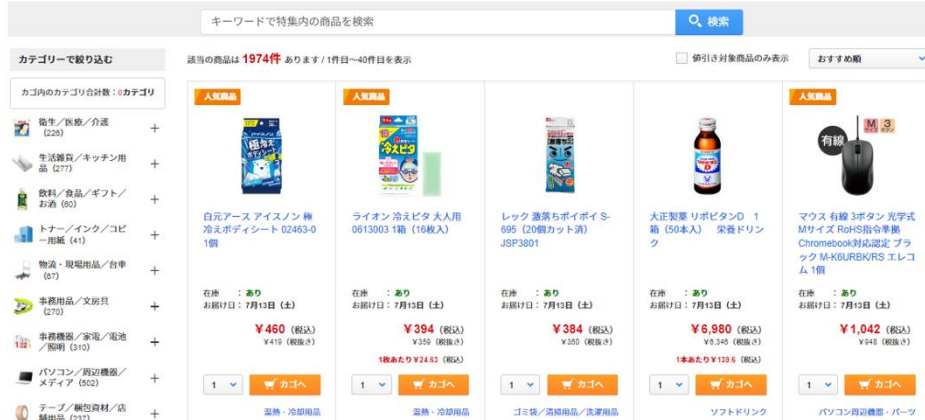 キーワードで特集内の商品を検索
検索
カテゴリーで絞り込む
該当の商品は 1974件 あります / 1件目～40件目を表示
値引き対象商品のみ表示
おすすめ順
カゴ内のカテゴリ合計数：0カテゴリ
衛生／医療／介護
(226)
生活雑貨／キッチン用
品 (277)
飲料／食品／ギフト／
お酒 (60)
トナー／インク／コピ
ー用紙 (41)
物流・現場用品／台車
(67)
事務用品／文房具
(270)
事務機器／家電／電池
／照明 (310)
パソコン／周辺機器／
メディア (502)
テープ／梱包資材／店
舗用品 (237)
人気商品
白元アース アイスノン 極
冷えボディシート 02463-0
1個
在庫 ：あり
お届け日：7月13日（土）
￥460（税込）
￥419（税抜き）
1
カゴへ
温熱・冷却用品
人気商品
冷えピタ
ライオン 冷えピタ 大人用
0613003 1箱（16枚入）
在庫 ：あり
お届け日：7月13日（土）
￥394（税込）
￥359（税抜き）
1枚あたり￥24.63（税込）
1
カゴへ
温熱・冷却用品
レック 激落ちポイポイ S-
695（20個カット済）
JSP3801
在庫 ：あり
お届け日：7月13日（土）
￥384（税込）
￥350（税抜き）
1
カゴへ
ゴミ袋／清掃用品／洗濯用品
大正製薬 リポビタンD 1
箱（50本入） 栄養ドリン
ク
在庫 ：あり
お届け日：7月13日（土）
￥6,980（税込）
￥6,346（税抜き）
1本あたり￥139.6（税込）
1
カゴへ
ソフトドリンク
人気商品
有線
M 3
サイズ ボタン
マウス 有線 3ボタン 光学式
Mサイズ RoHS指令準拠
Chromebook対応認定 ブラ
ック M-K6URBK/RS エレコ
ム 1個
在庫 ：あり
お届け日：7月13日（土）
￥1,042（税込）
￥948（税抜き）
1
カゴへ
パソコン周辺機器・パーツ